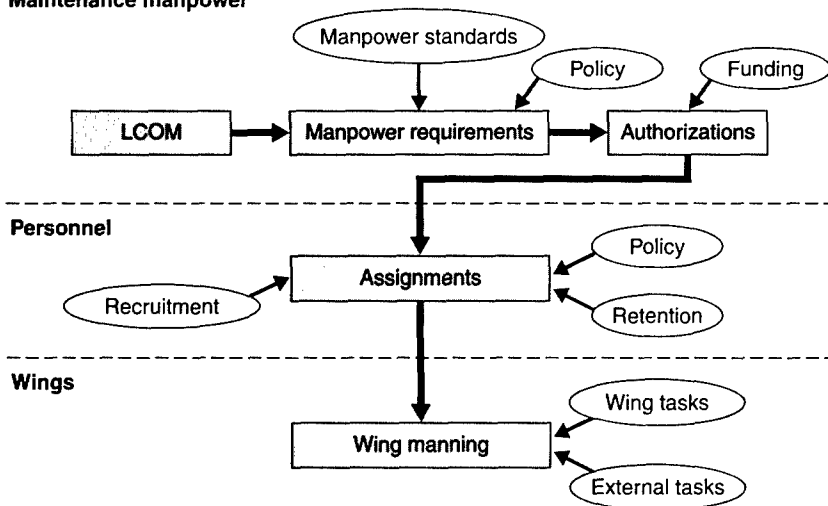 Maintenance manpower
Manpower standards
Policy
Funding
LCOM
Manpower requirements
Authorizations
Personnel
Policy
Assignments
Recruitment
Retention
Wings
Wing tasks
Wing manning
External tasks